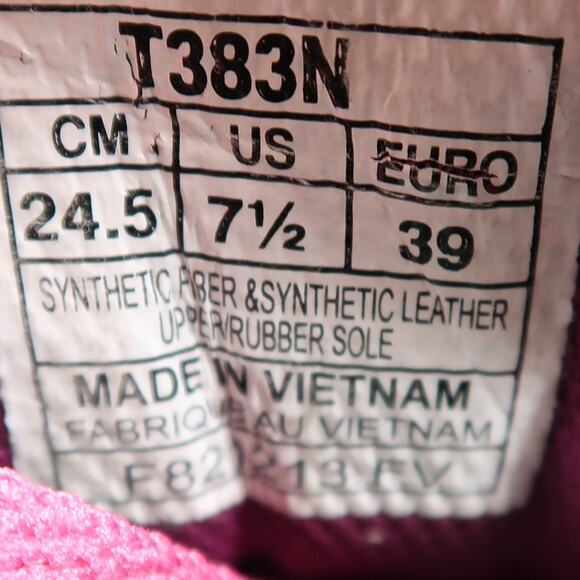 T383N
CM US EURO
24.5 7½ 39
SYNTHETIC FIBER &SYNTHETIC LEATHER
UPPER/RUBBER SOLE
MADE IN VIETNAM
FABRIQUE AU VIETNAM